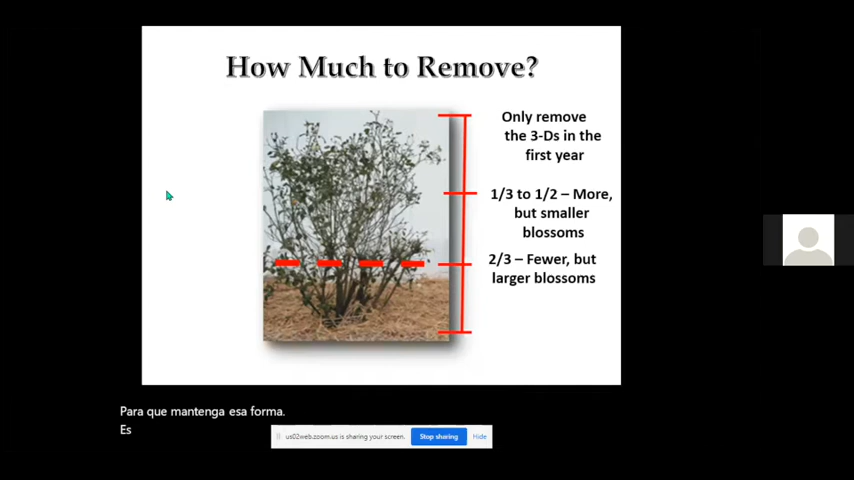 How Much to Remove?
Only remove
the 3-Ds in the
first year
1/3 to 1/2 – More,
but smaller
blossoms
2/3 – Fewer, but
larger blossoms
Para que mantenga esa forma.
Es
us02web.zoom.us is sharing your screen.
Stop sharing
Hide